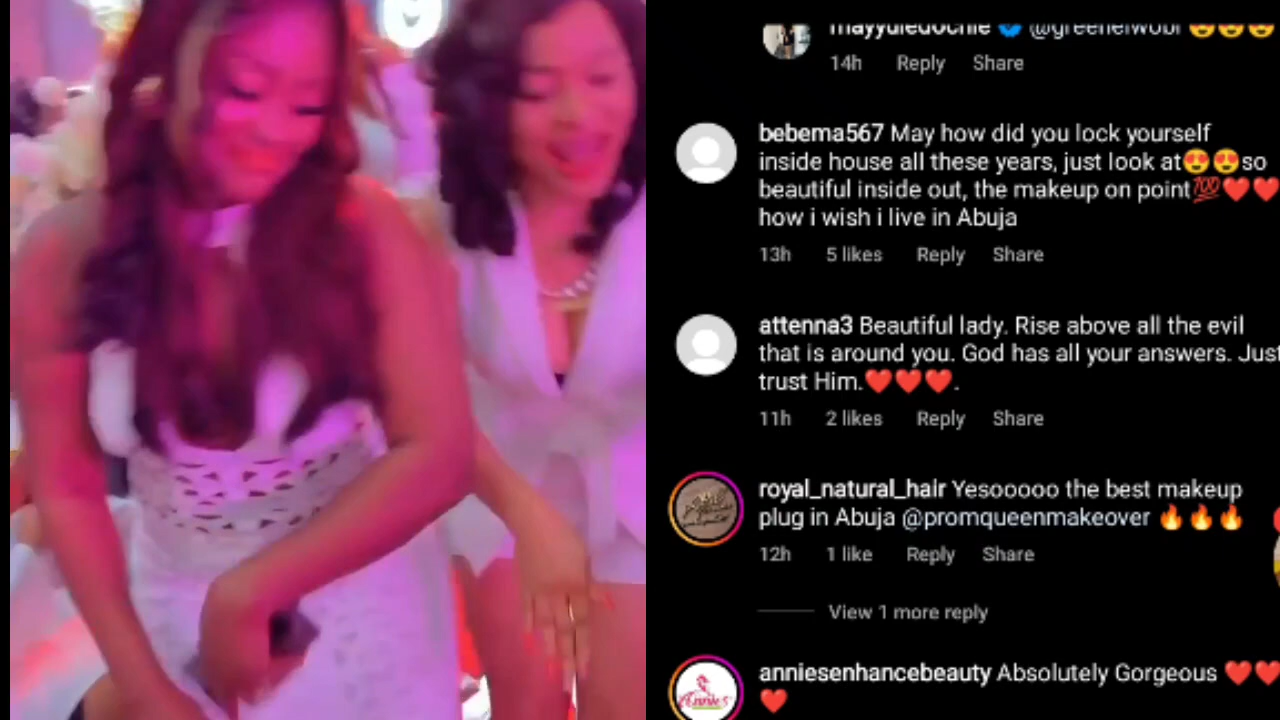 mayyuledochie @greenelwobi 😍😍😍
14h Reply Share
bebema567 May how did you lock yourself
inside house all these years, just look at😍😍so
beautiful inside out, the makeup on point💯❤️❤️
how i wish i live in Abuja
13h 5 likes Reply Share
attenna3 Beautiful lady. Rise above all the evil
that is around you. God has all your answers. Just
trust Him.❤️❤️❤️.
11h 2 likes Reply Share
royal_natural_hair Yesooooo the best makeup
plug in Abuja @promqueenmakeover 🔥🔥🔥
12h 1 like Reply Share
View 1 more reply
anniesenhancebeauty Absolutely Gorgeous ❤️❤️
❤️
Annie's